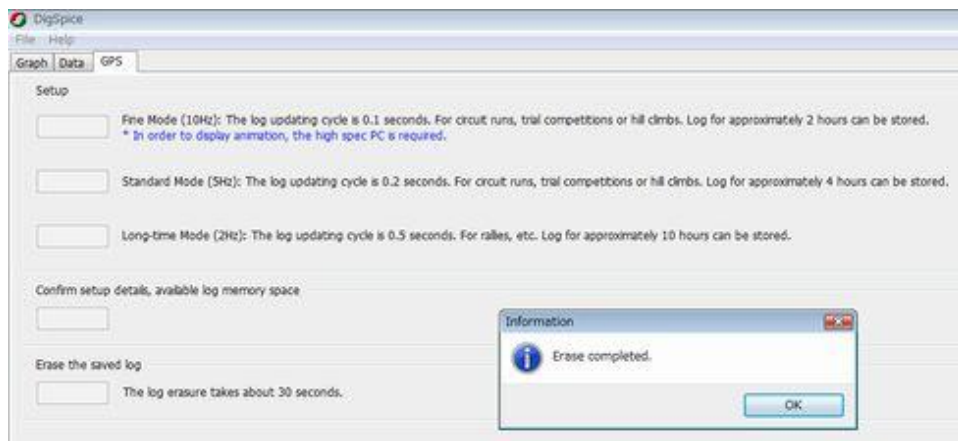 DigSpice
File Help
Graph Data GPS
Setup
Fine Mode (10Hz): The log updating cycle is 0.1 seconds. For circuit runs, trial competitions or hill climbs. Log for approximately 2 hours can be stored.
* In order to display animation, the high spec PC is required.
Standard Mode (5Hz): The log updating cycle is 0.2 seconds. For circuit runs, trial competitions or hill climbs. Log for approximately 4 hours can be stored.
Long-time Mode (2Hz): The log updating cycle is 0.5 seconds. For rallies, etc. Log for approximately 10 hours can be stored.
Confirm setup details, available log memory space
Information
Erase completed.
Erase the saved log
The log erasure takes about 30 seconds.
OK